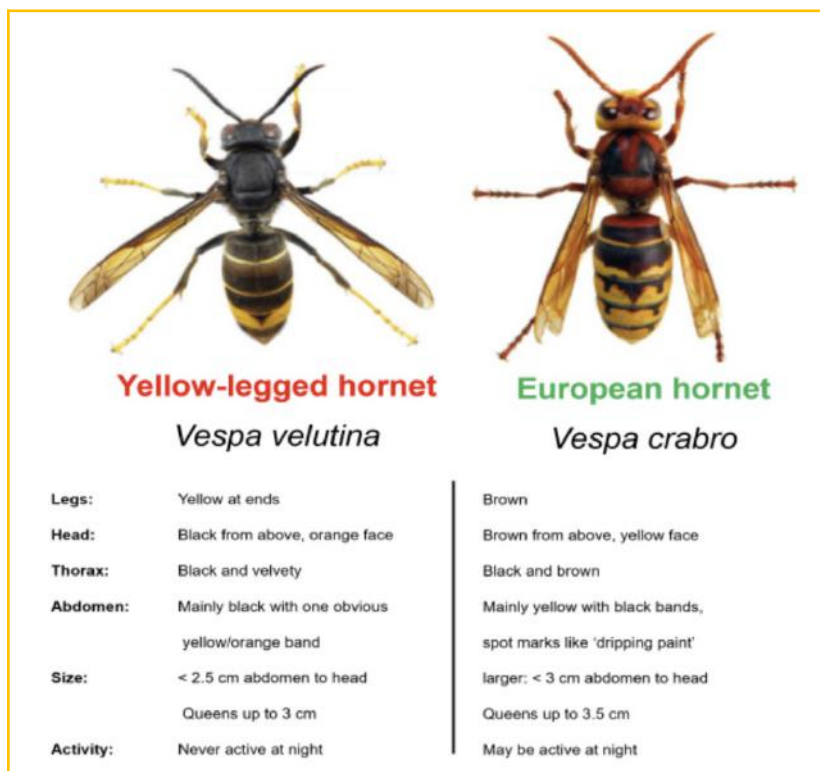 Yellow-legged hornet European hornet
Vespa velutina Vespa crabro
Legs: Yellow at ends Brown
Head: Black from above, orange face Brown from above, yellow face
Thorax: Black and velvety Black and brown
Abdomen: Mainly black with one obvious Mainly yellow with black bands,
yellow/orange band spot marks like ‘dripping paint’
Size: < 2.5 cm abdomen to head larger: < 3 cm abdomen to head
Queens up to 3 cm Queens up to 3.5 cm
Activity: Never active at night May be active at night